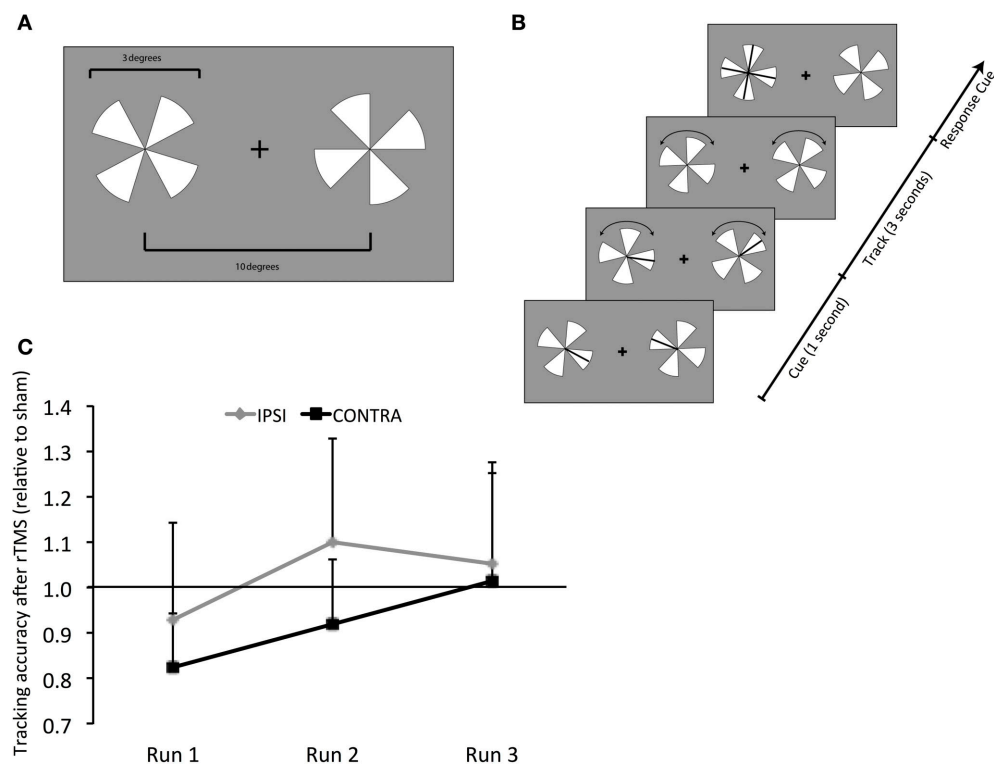 A
3 degrees
+
10 degrees
B
+
+
+
+
Cue (1 second)
Track (3 seconds)
Response Cue
C
Tracking accuracy after rTMS (relative to sham)
IPSI CONTRA
1.4
1.3
1.2
1.1
1.0
0.9
0.8
0.7
Run 1 Run 2 Run 3